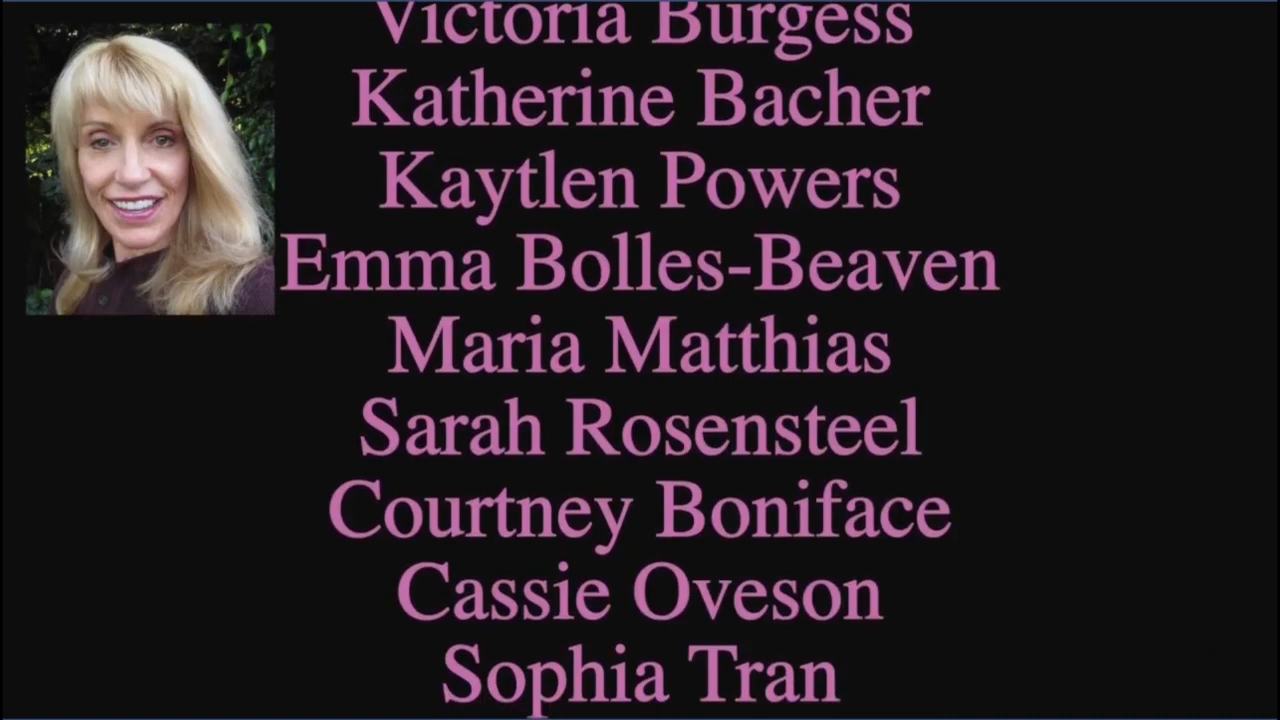 Victoria Burgess
Katherine Bacher
Kaytlen Powers
Emma Bolles-Beaven
Maria Matthias
Sarah Rosensteel
Courtney Boniface
Cassie Oveson
Sophia Tran